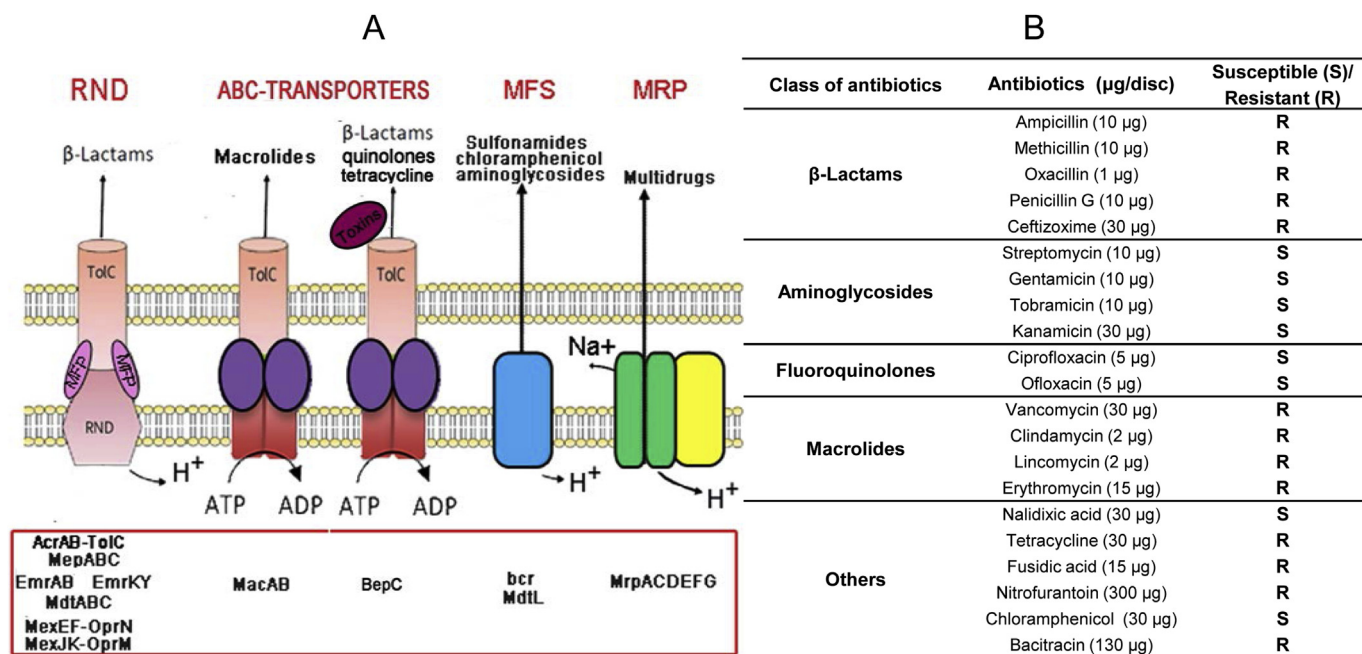 A
RND
ABC-TRANSPORTERS
MFS
MRP
β-Lactams
Macrolides
β-Lactams
quinolones
tetracycline
Sulfonamides
chloramphenicol
aminoglycosides
Multidrugs
Toxins
TolC
TolC
TolC
MFp
MFP
RND
Na+
H+
ATP
ADP
ATP
ADP
H+
H+
AcrAB-TolC
MepABC
EmrAB EmrKY
MdtABC
MexEF-OprN
MexJK-OprM
MacAB
BepC
bcr
MdtL
MrpACDEFG
B
Class of antibiotics Antibiotics (µg/disc) Susceptible (S)/
Resistant (R)
β-Lactams
Ampicillin (10 µg) R
Methicillin (10 µg) R
Oxacillin (1 µg) R
Penicillin G (10 µg) R
Ceftizoxime (30 µg) R
Aminoglycosides
Streptomycin (10 µg) S
Gentamicin (10 µg) S
Tobramicin (10 µg) S
Kanamicin (30 µg) S
Fluoroquinolones
Ciprofloxacin (5 µg) S
Ofloxacin (5 µg) S
Macrolides
Vancomycin (30 µg) R
Clindamycin (2 µg) R
Lincomycin (2 µg) R
Erythromycin (15 µg) R
Others
Nalidixic acid (30 µg) S
Tetracycline (30 µg) R
Fusidic acid (15 µg) R
Nitrofurantoin (300 µg) R
Chloramphenicol (30 µg) S
Bacitracin (130 µg) R